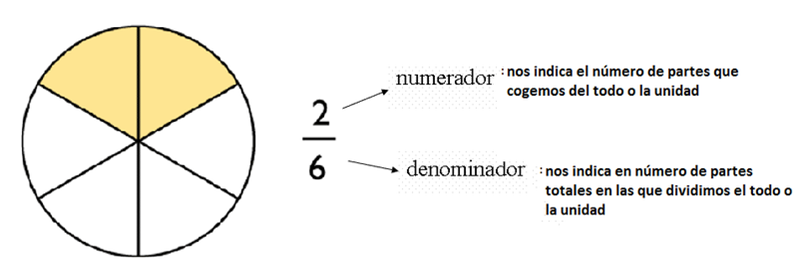 2
6
numerador
: nos indica el número de partes que
cogemos del todo o la unidad
denominador
: nos indica en número de partes
totales en las que dividimos el todo o
la unidad